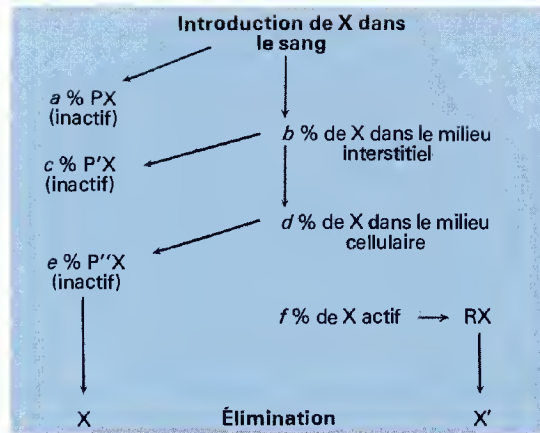 Introduction de X dans
le sang
a % PX
(inactif)
b % de X dans le milieu
interstitiel
c % P'X
(inactif)
d % de X dans le milieu
cellulaire
e % P''X
(inactif)
f % de X actif → RX
X Élimination X'